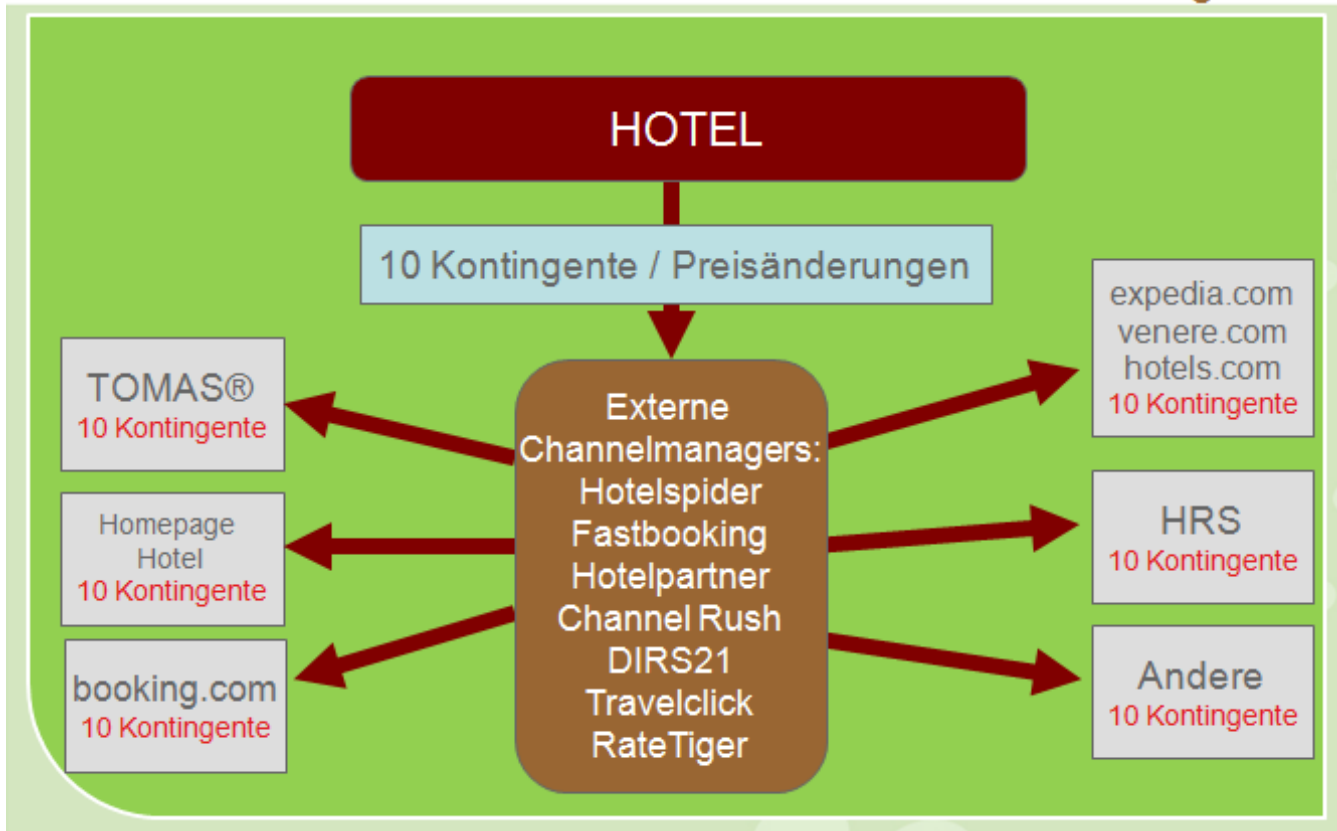 HOTEL
10 Kontingente / Preisänderungen
TOMAS®
10 Kontingente
Homepage
Hotel
10 Kontingente
booking.com
10 Kontingente
Externe
Channelmanagers:
Hotelspider
Fastbooking
Hotelpartner
Channel Rush
DIRS21
Travelclick
RateTiger
expedia.com
venere.com
hotels.com
10 Kontingente
HRS
10 Kontingente
Andere
10 Kontingente